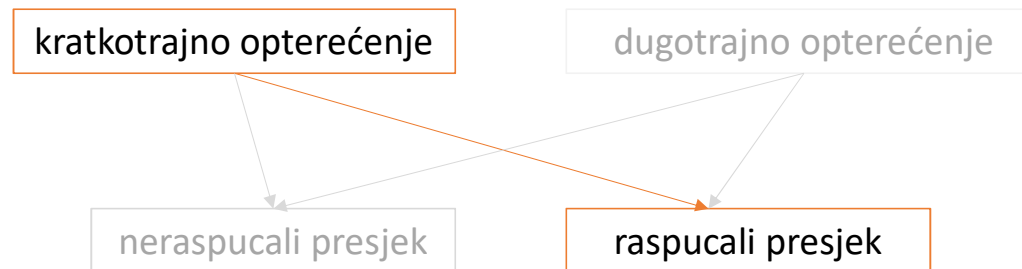 kratkotrajno opterećenje
dugotrajno opterećenje
neraspucali presjek
raspucali presjek